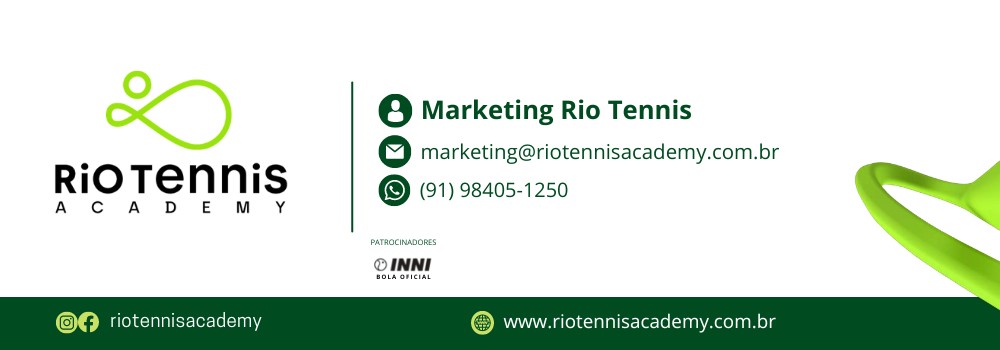 RiO TenniS
ACADEMY
Marketing Rio Tennis
marketing@riotennisacademy.com.br
(91) 98405-1250
PATROCINADORES
INNI
BOLA OFICIAL
riotennisacademy
www.riotennisacademy.com.br